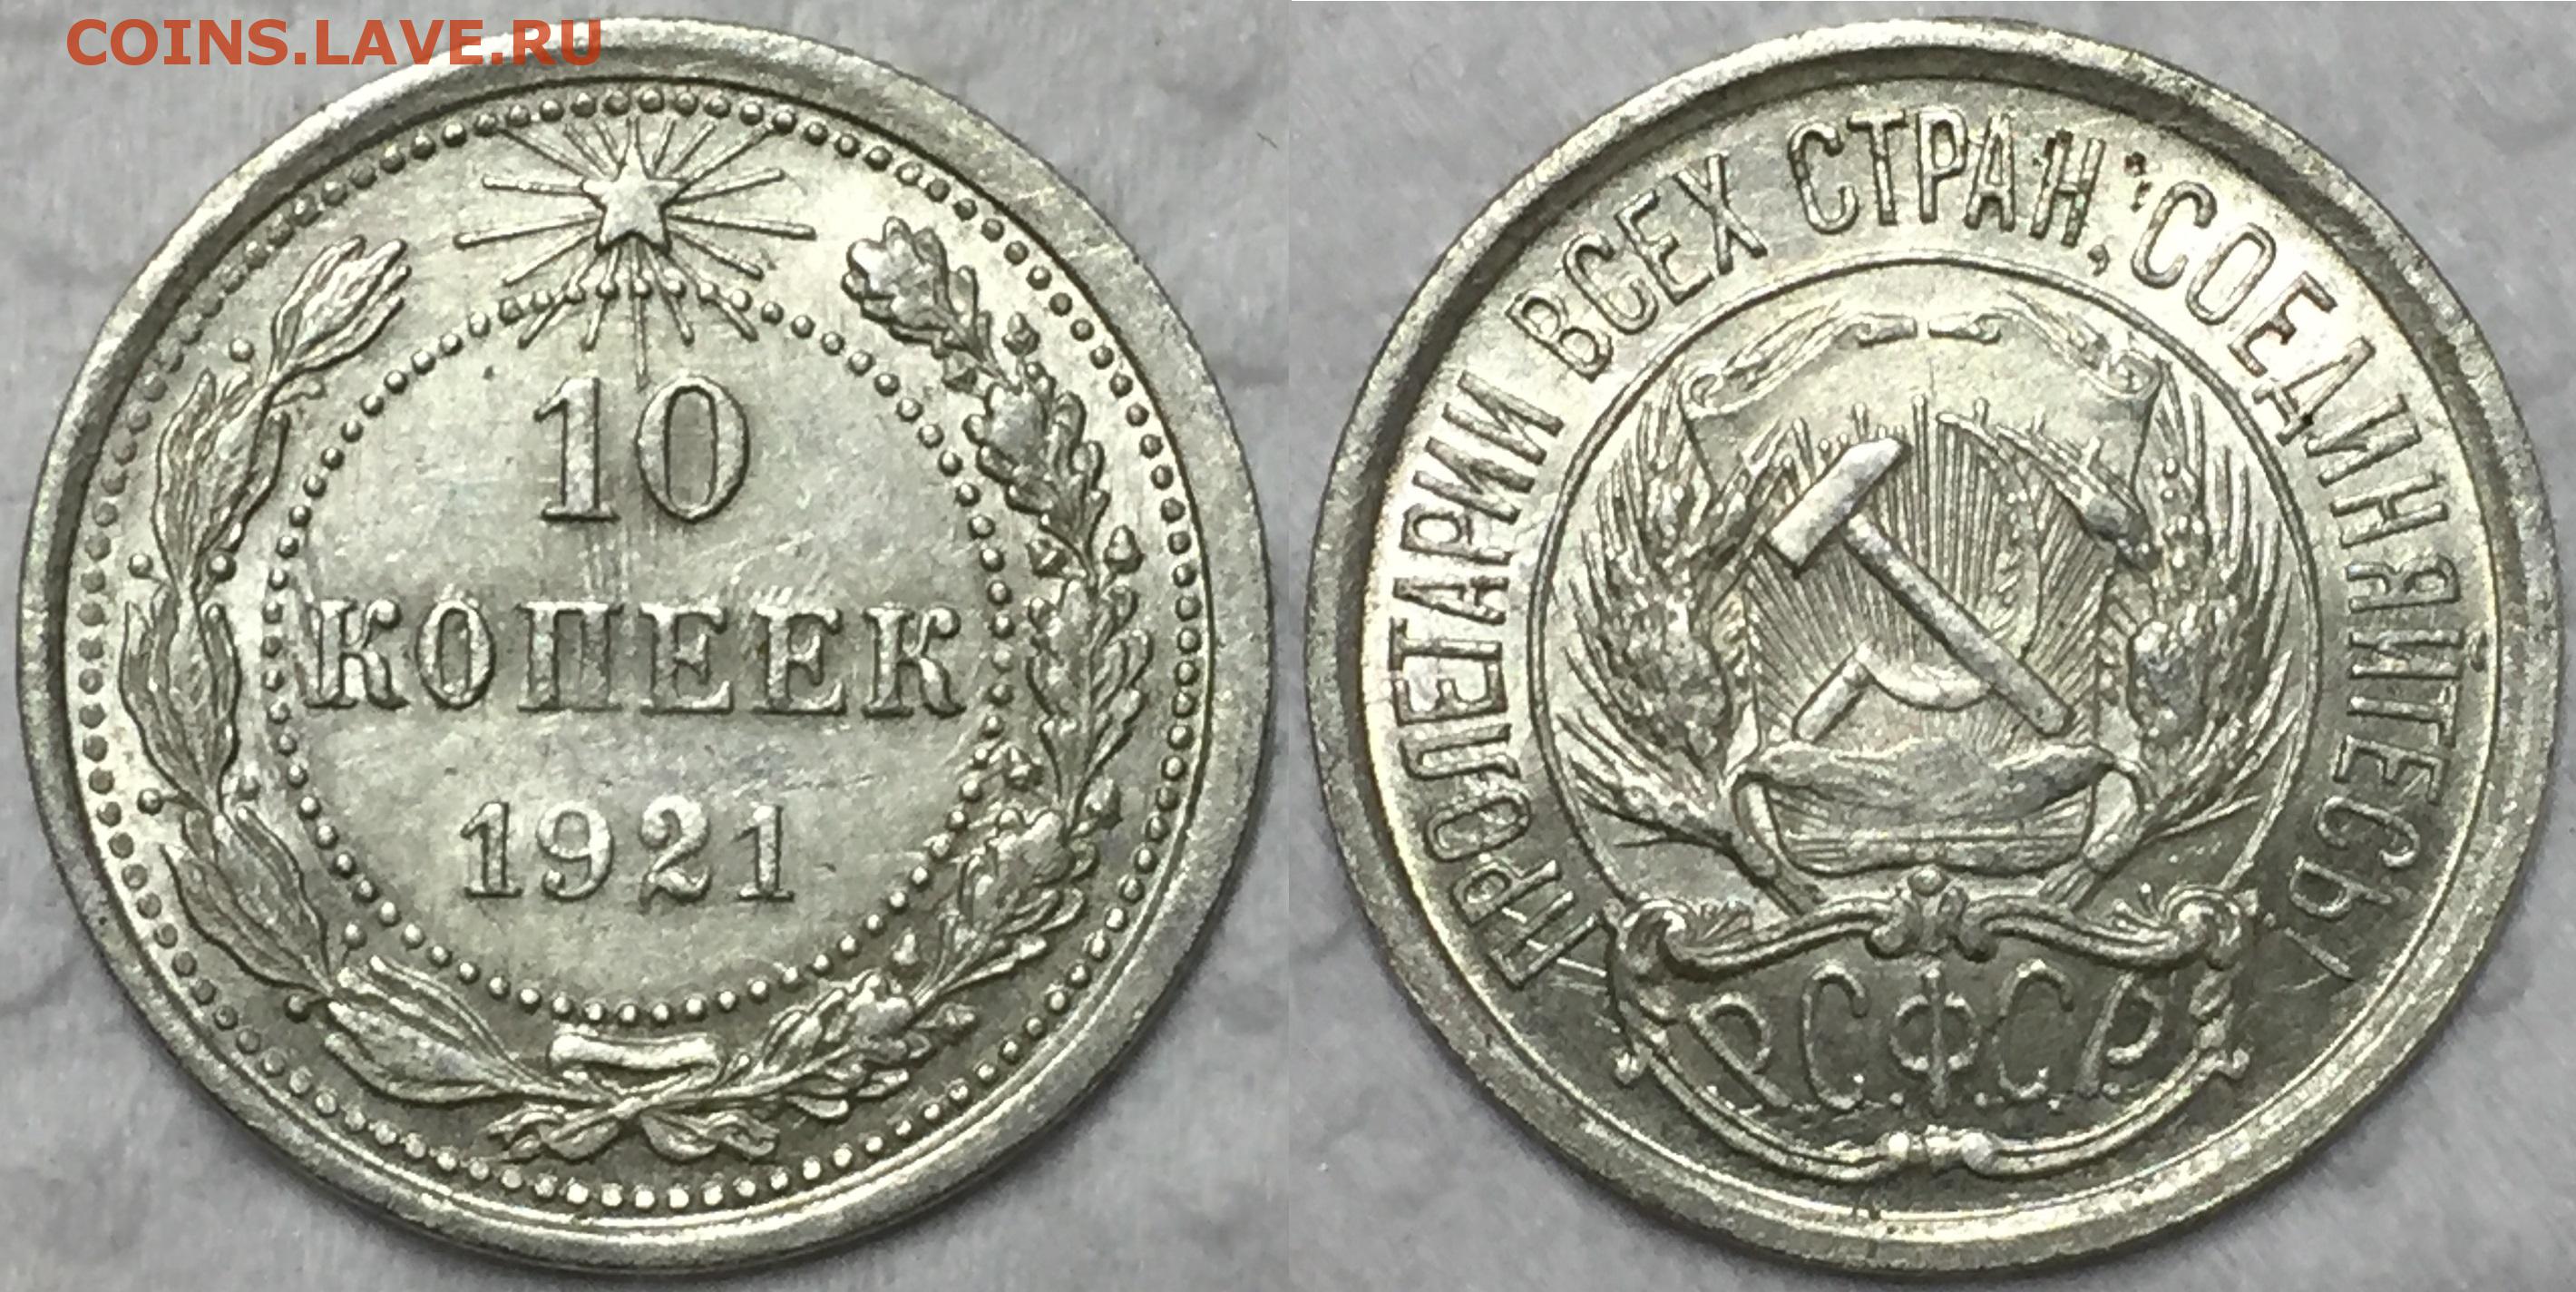 COINS.LAVE.RU
10
КОПЕЕК
1921
ПРОЛЕТАРИИ ВСЕХ СТРАН, СОЕДИНЯЙТЕСЬ!
Р.С.Ф.С.Р.